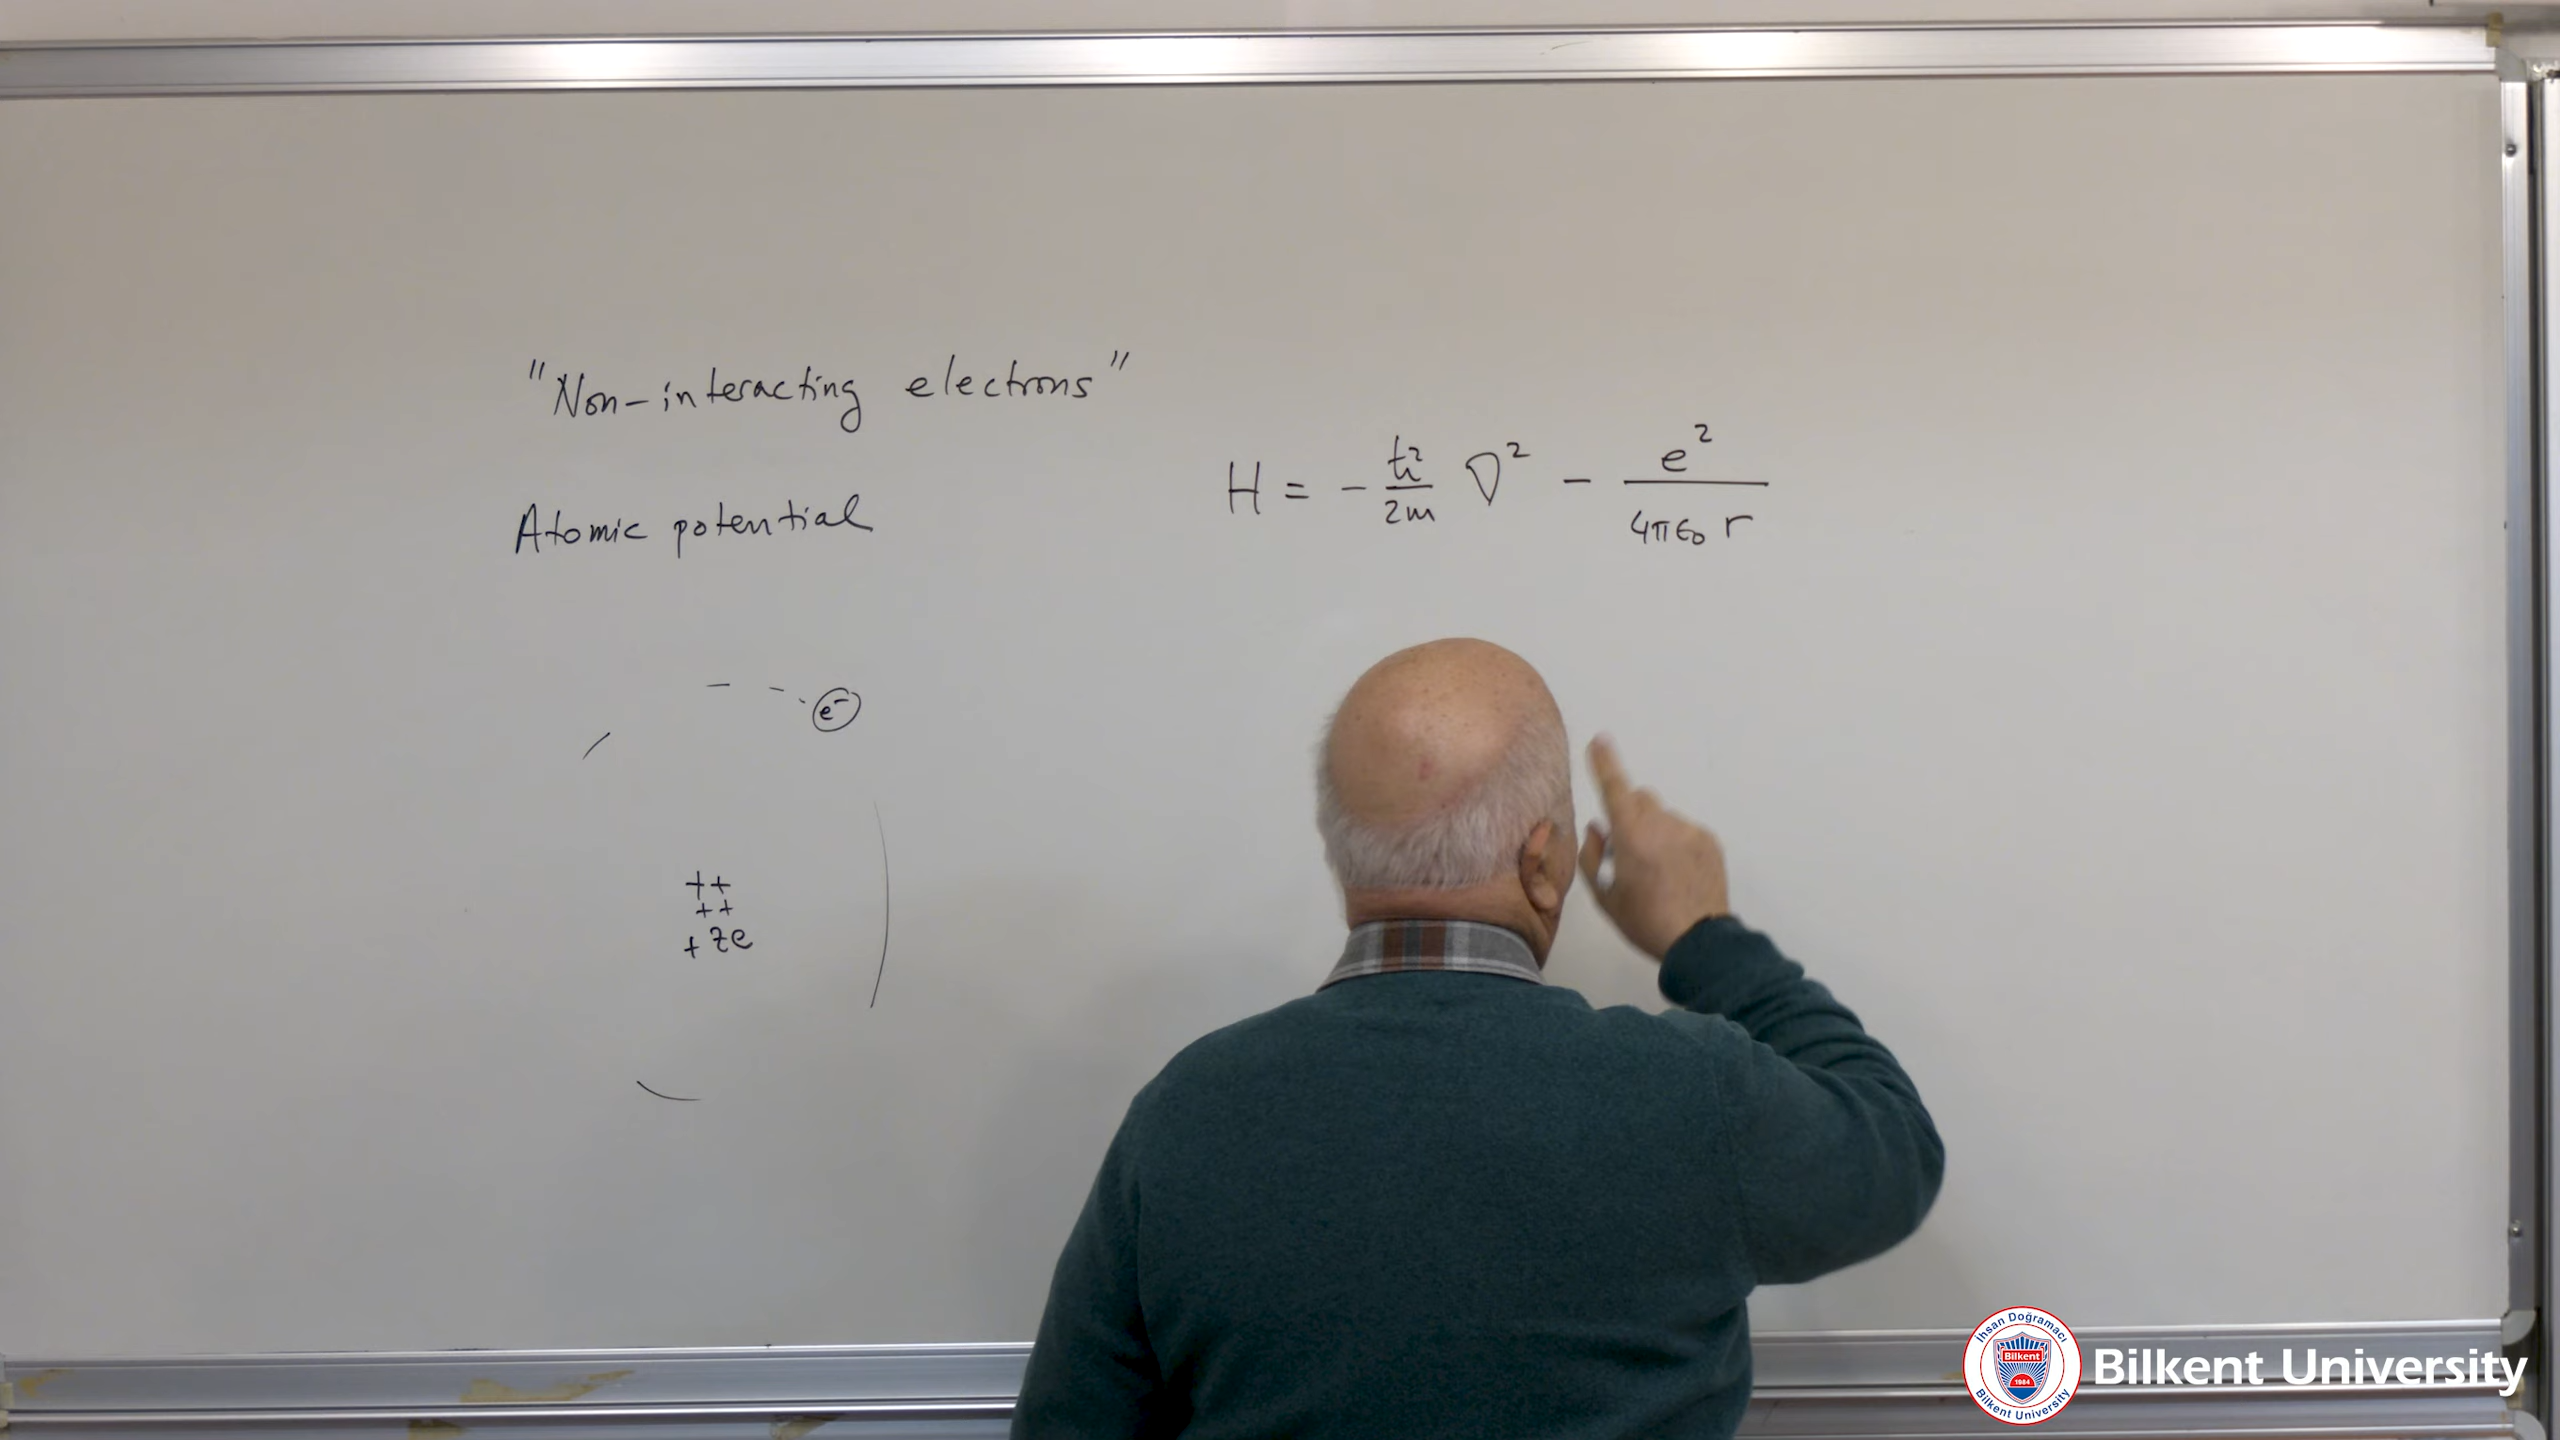 "Non-interacting electrons"
Atomic potential
H = - ħ²/2m ∇² - e²/4πε₀ r
e⁻
++
++
+ze
İhsan Doğramacı
Bilkent
1984
Bilkent University
Bilkent University